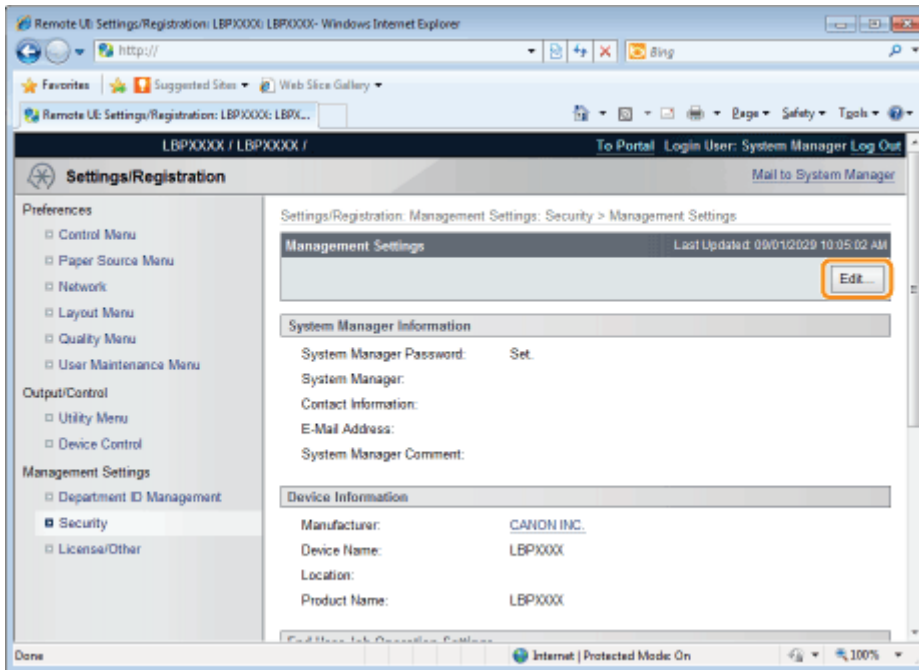 Remote UI: Settings/Registration: LBPXXXX: LBPXXXX- Windows Internet Explorer
http://
Bing
Favorites Suggested Sites Web Slice Gallery
Remote UI: Settings/Registration: LBPXXXX: LBPX...
Page Safety Tools
LBPXXXX / LBPXXXX /
To Portal Login User: System Manager Log Out
Settings/Registration
Mail to System Manager
Preferences
Control Menu
Paper Source Menu
Network
Layout Menu
Quality Menu
User Maintenance Menu
Output/Control
Utility Menu
Device Control
Management Settings
Department ID Management
Security
License/Other
Settings/Registration: Management Settings: Security > Management Settings
Management Settings
Last Updated: 09/01/2029 10:05:02 AM
Edit...
System Manager Information
System Manager Password: Set.
System Manager:
Contact Information:
E-Mail Address:
System Manager Comment:
Device Information
Manufacturer: CANON INC.
Device Name: LBPXXXX
Location:
Product Name: LBPXXXX
End User Job Operation Settings
Done
Internet | Protected Mode: On
100%